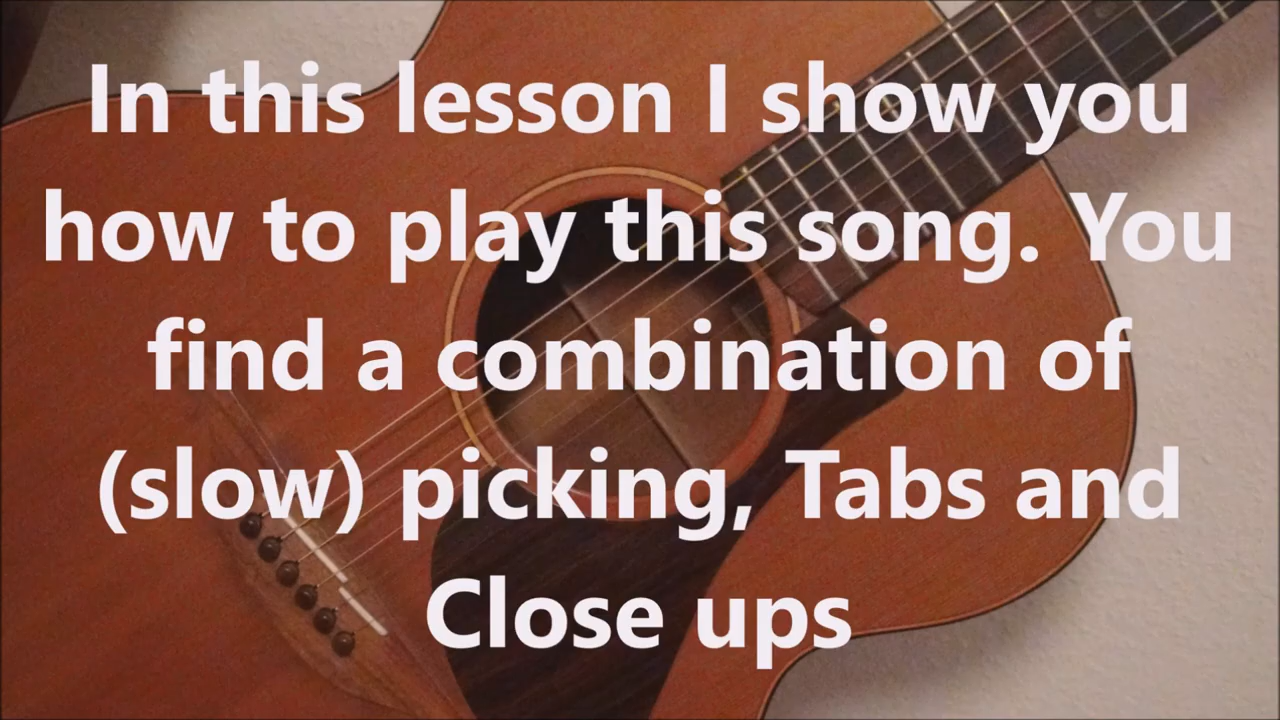 In this lesson I show you
how to play this song. You
find a combination of
(slow) picking, Tabs and
Close ups